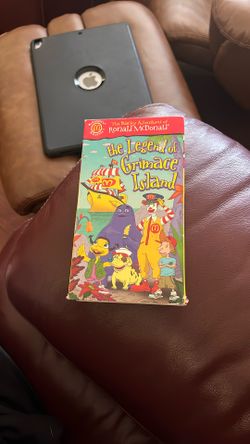 The Wacky Adventures of
Ronald McDonald
the Legend of
Grimace
Island